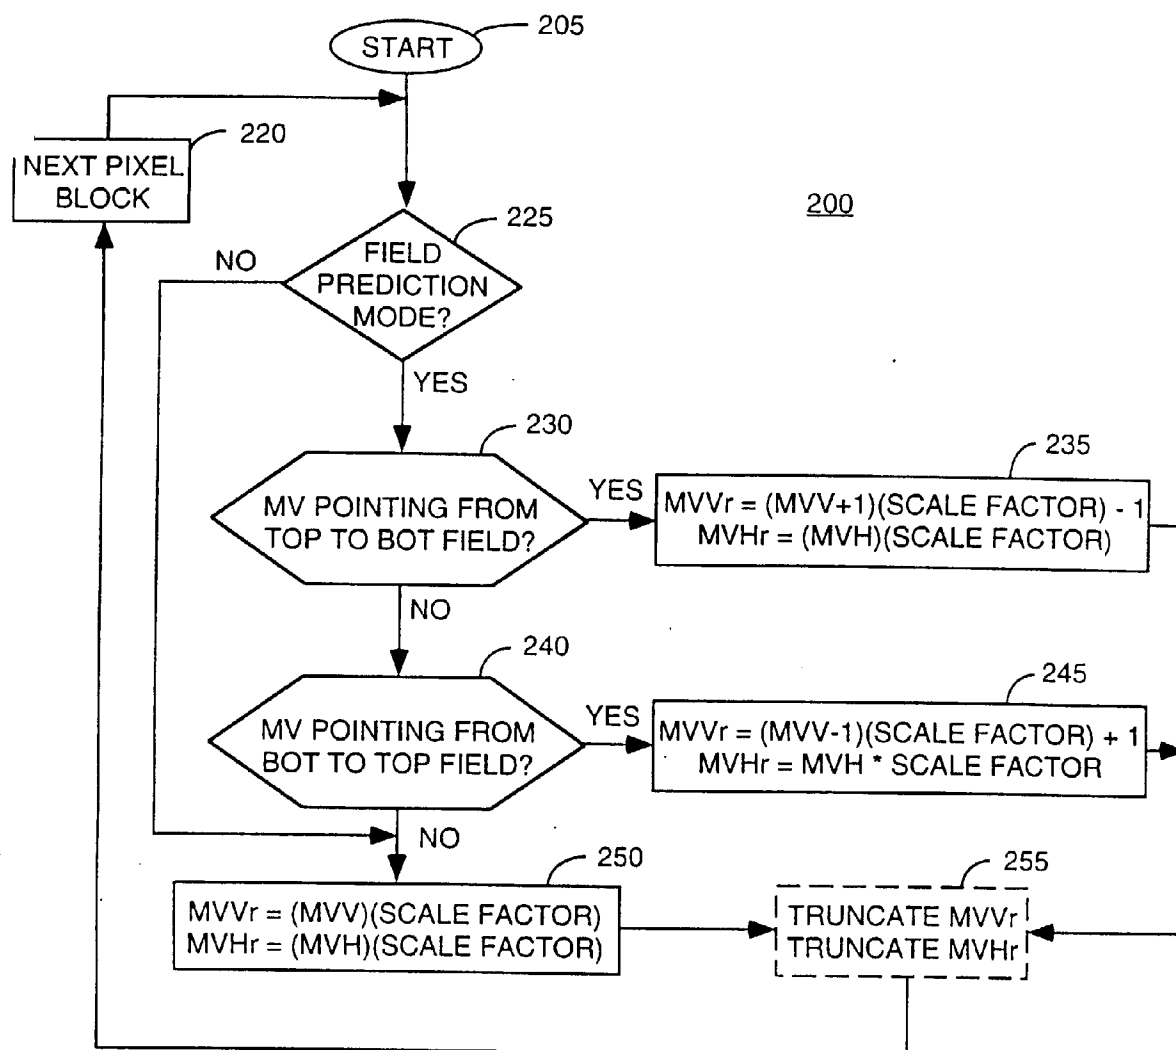 START
205
220
NEXT PIXEL
BLOCK
200
225
FIELD
PREDICTION
MODE?
NO
YES
230
MV POINTING FROM
TOP TO BOT FIELD?
YES
235
MVVr = (MVV+1)(SCALE FACTOR) - 1
MVHr = (MVH)(SCALE FACTOR)
NO
240
MV POINTING FROM
BOT TO TOP FIELD?
YES
245
MVVr = (MVV-1)(SCALE FACTOR) + 1
MVHr = MVH * SCALE FACTOR
NO
250
MVVr = (MVV)(SCALE FACTOR)
MVHr = (MVH)(SCALE FACTOR)
255
TRUNCATE MVVr
TRUNCATE MVHr